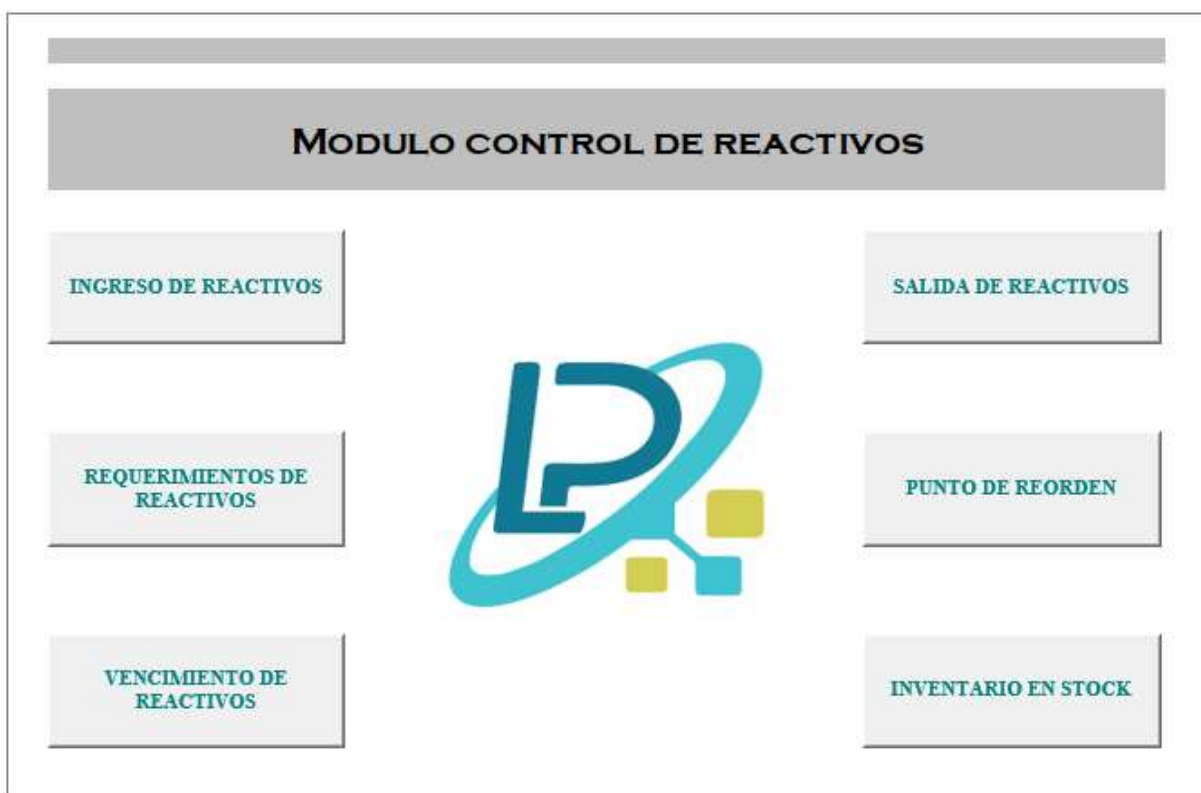 MODULO CONTROL DE REACTIVOS
INGRESO DE REACTIVOS
SALIDA DE REACTIVOS
LP
REQUERIMIENTOS DE
REACTIVOS
PUNTO DE REORDEN
VENCIMIENTO DE
REACTIVOS
INVENTARIO EN STOCK